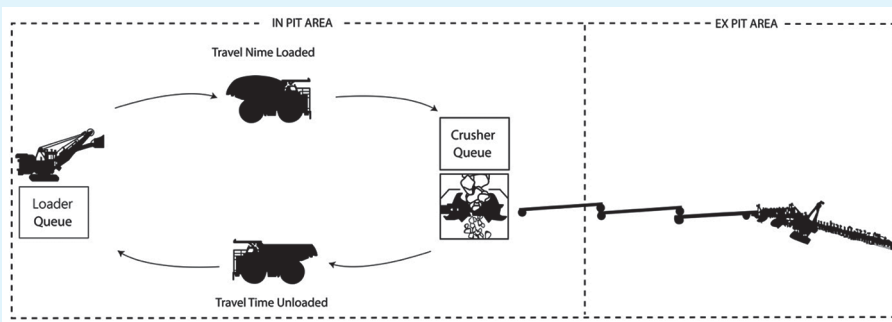 IN PIT AREA
EX PIT AREA
Travel Nime Loaded
Crusher
Queue
Loader
Queue
Travel Time Unloaded